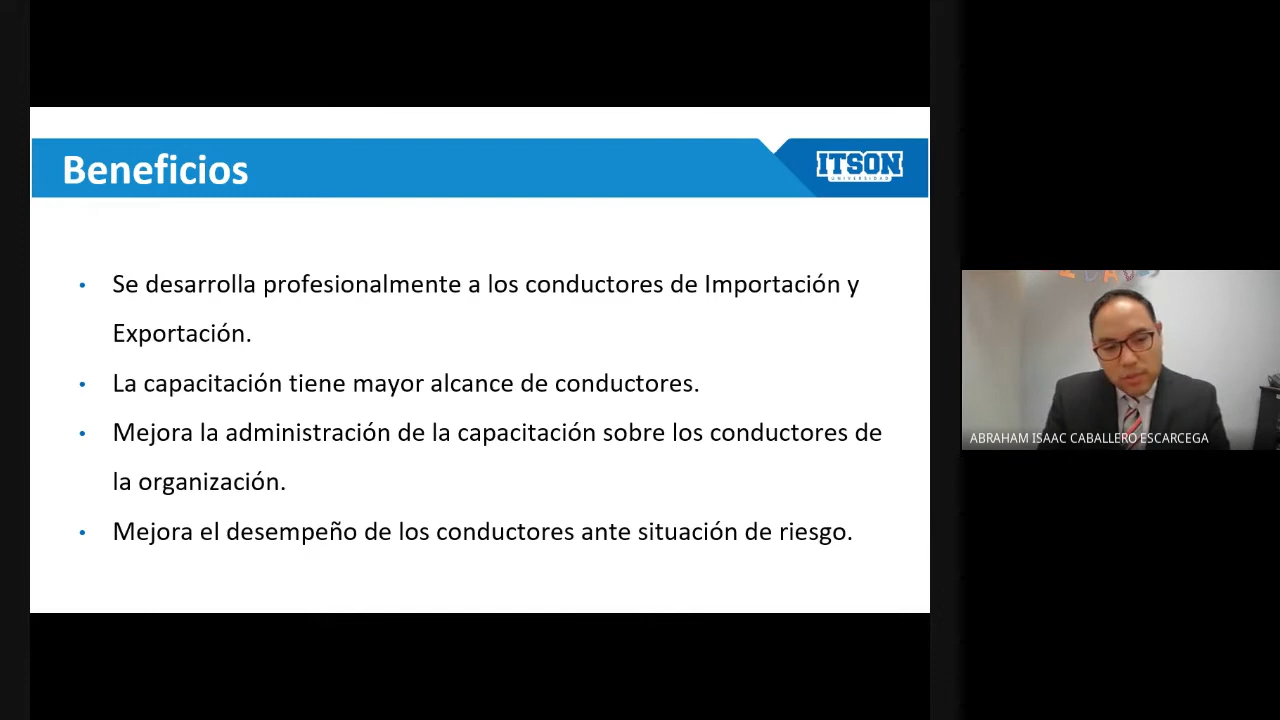 Beneficios
ITSON
UNIVERSIDAD
• Se desarrolla profesionalmente a los conductores de Importación y
Exportación.
• La capacitación tiene mayor alcance de conductores.
• Mejora la administración de la capacitación sobre los conductores de
la organización.
• Mejora el desempeño de los conductores ante situación de riesgo.
ABRAHAM ISAAC CABALLERO ESCARCEGA